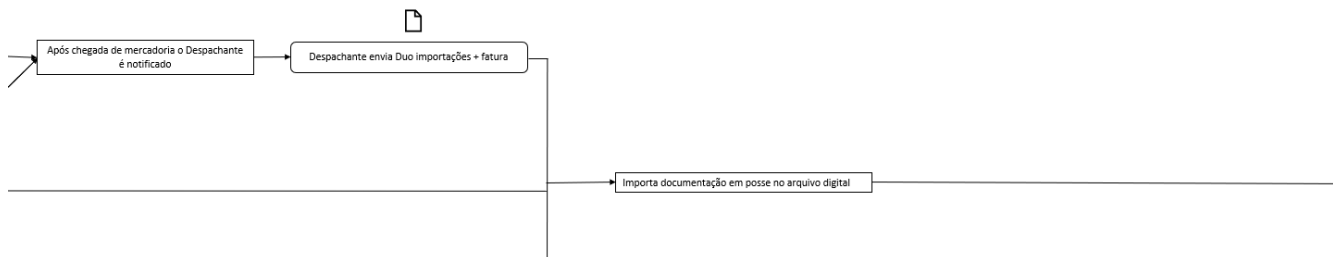 Após chegada de mercadoria o Despachante
é notificado
Despachante envia Duo importações + fatura
Importa documentação em posse no arquivo digital